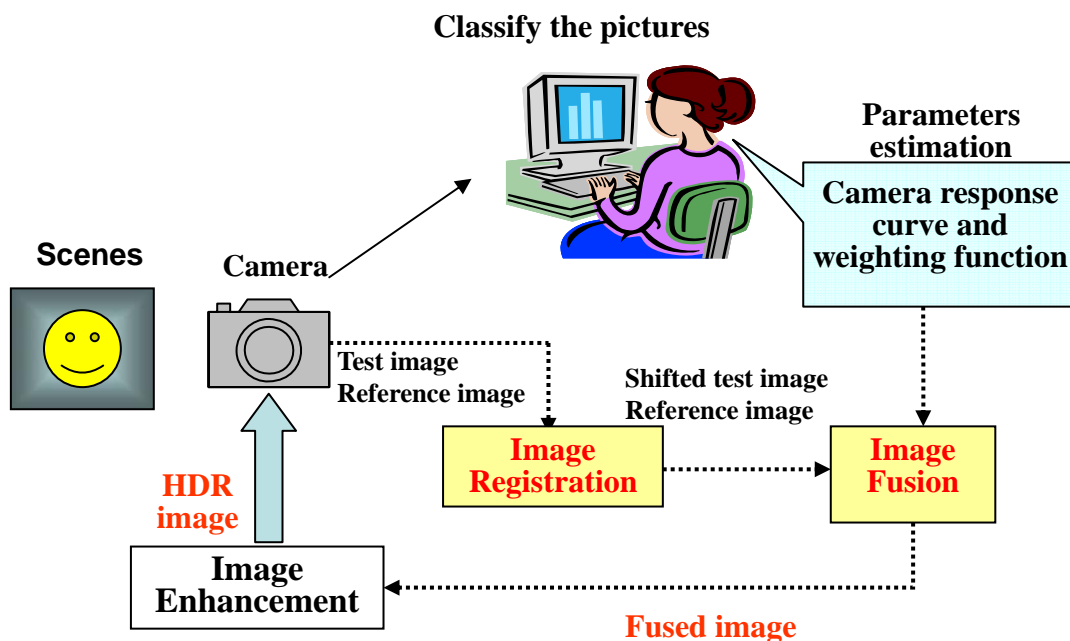 Classify the pictures
Parameters
estimation
Camera response
curve and
weighting function
Scenes
Camera
Test image
Reference image
Shifted test image
Reference image
Image
Registration
Image
Fusion
HDR
image
Image
Enhancement
Fused image